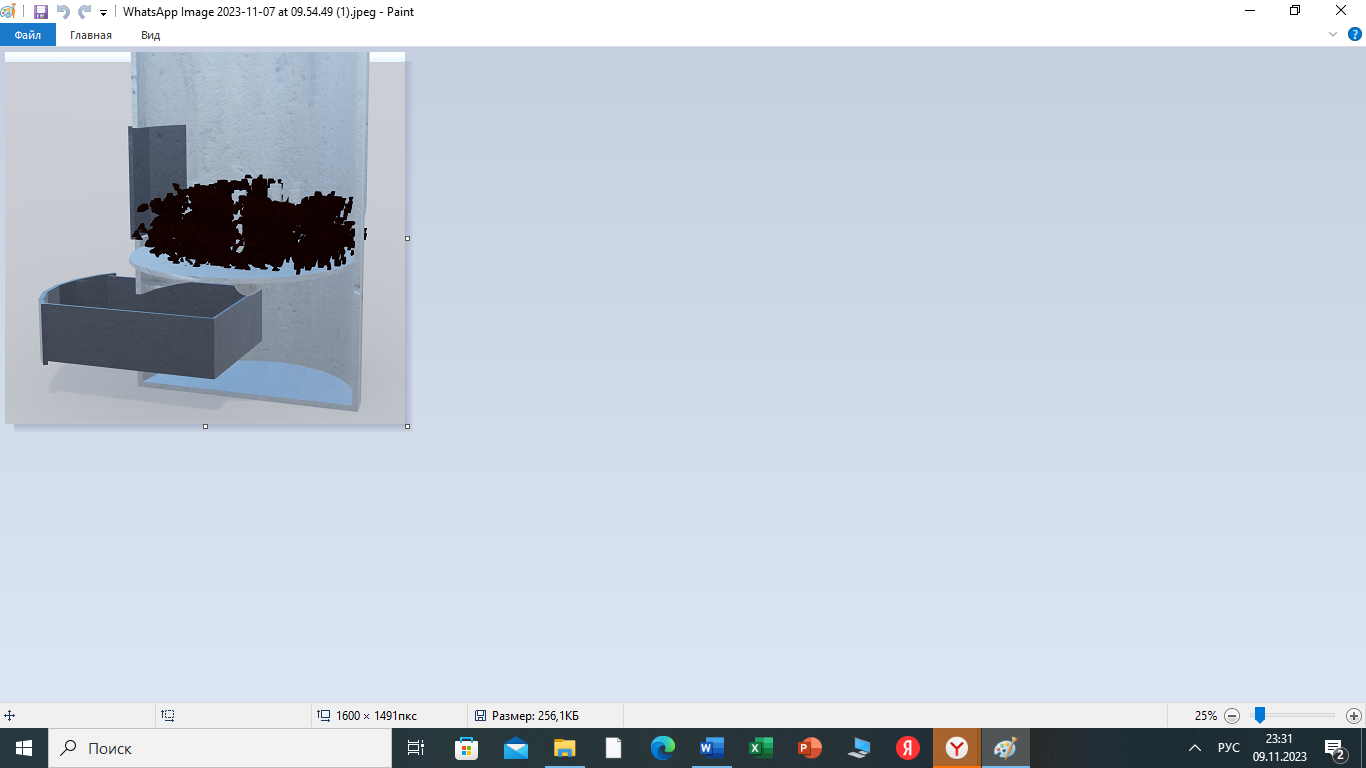 WhatsApp Image 2023-11-07 at 09.54.49 (1).jpeg - Paint
Файл Главная Вид
1600 × 1491пкс
Размер: 256,1КБ
25%
Поиск
РУС
23:31
09.11.2023
2